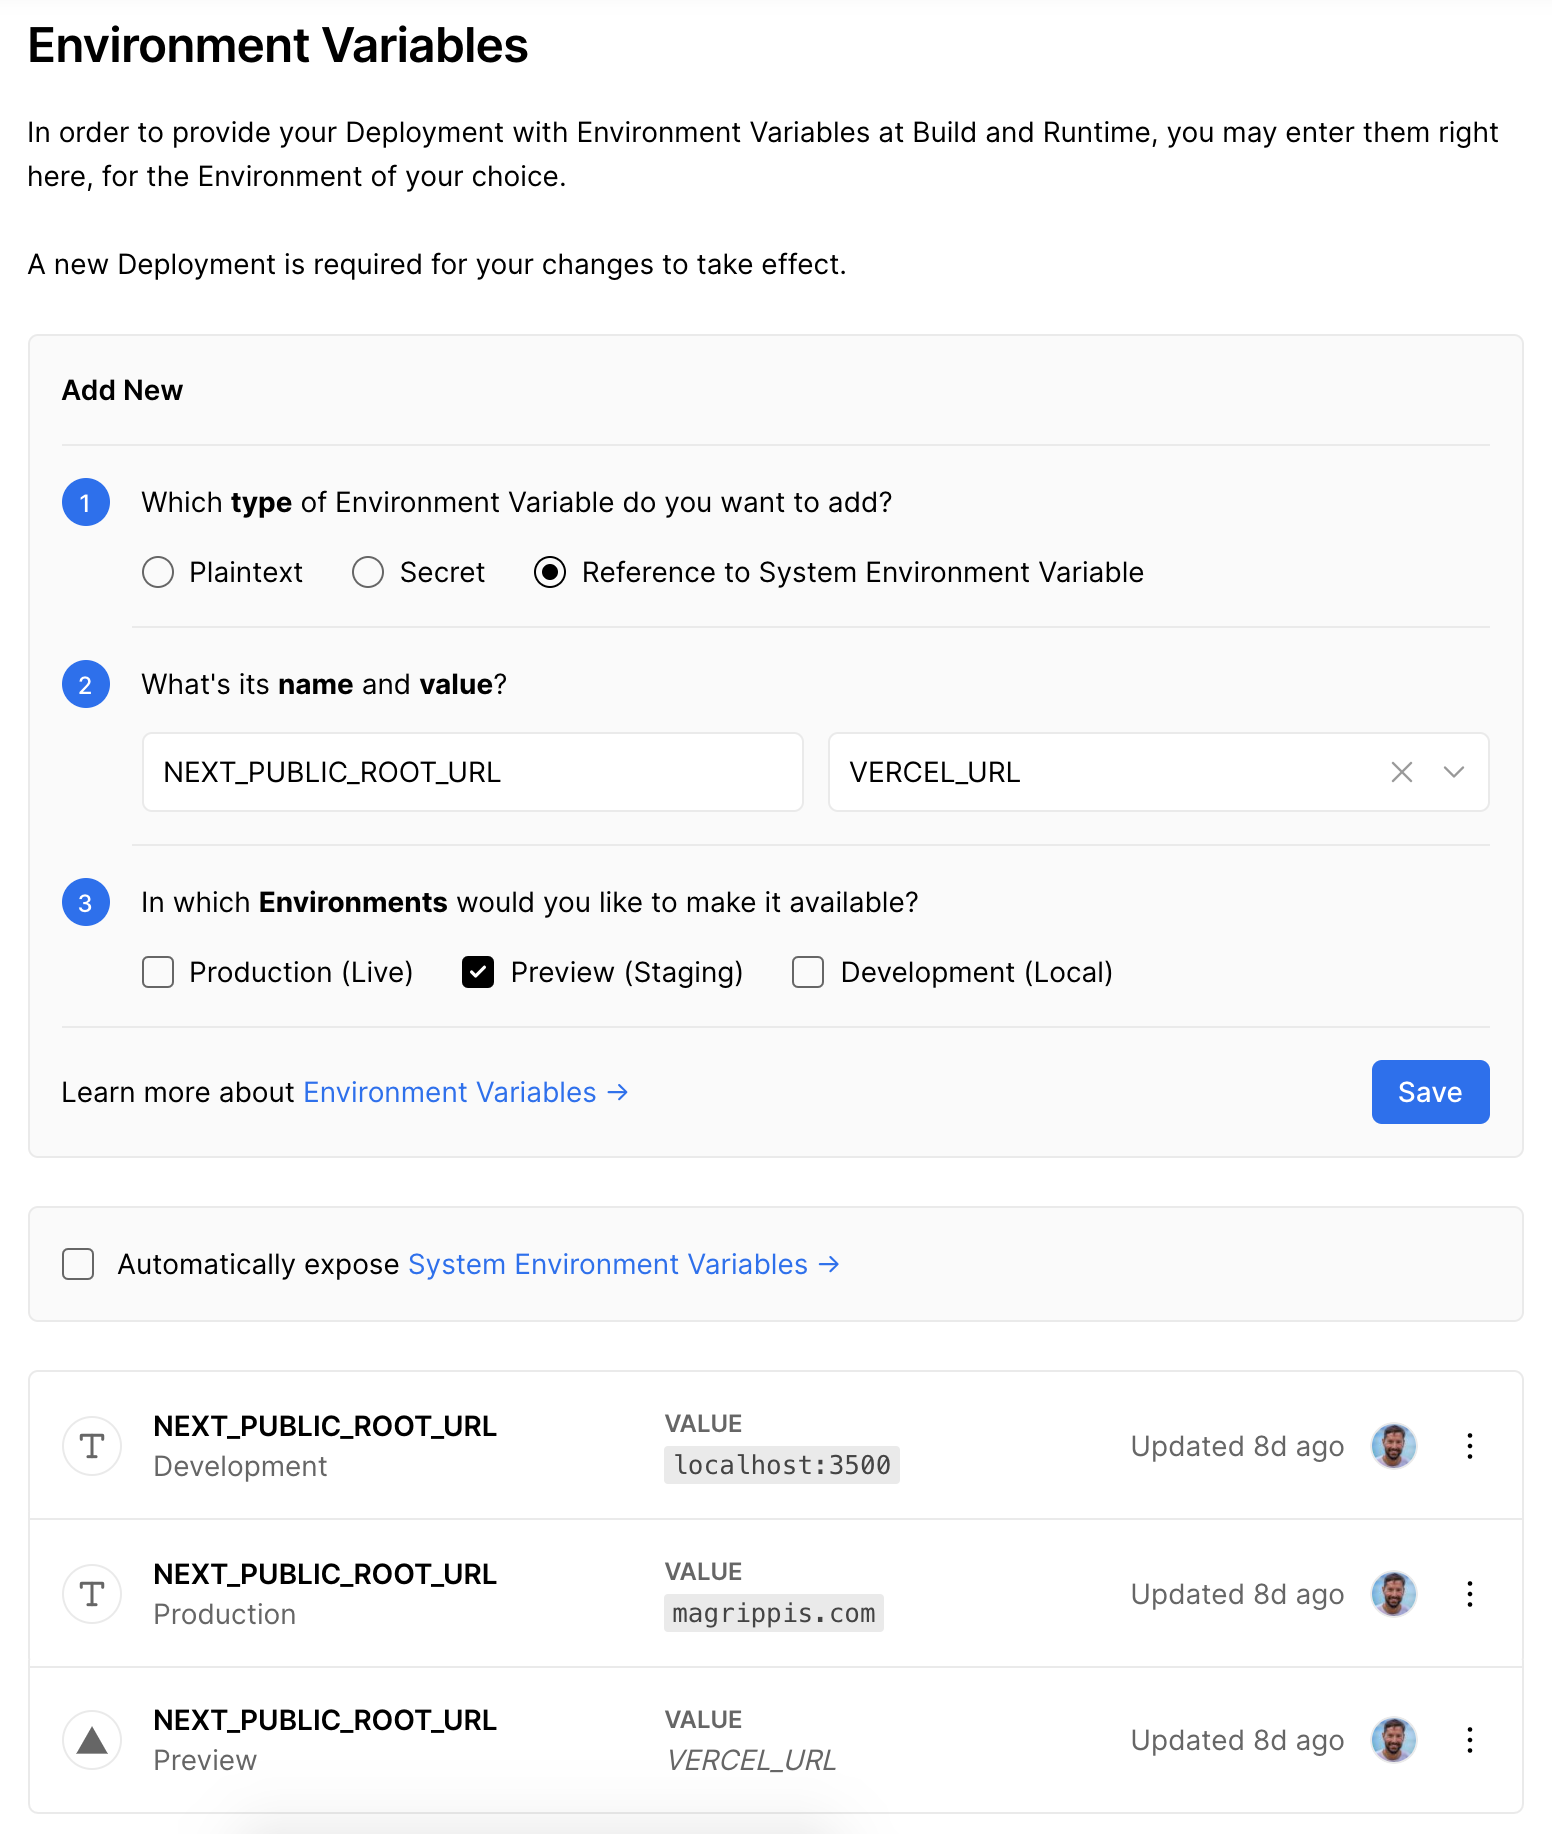 Environment Variables
In order to provide your Deployment with Environment Variables at Build and Runtime, you may enter them right
here, for the Environment of your choice.
A new Deployment is required for your changes to take effect.
Add New
1 Which type of Environment Variable do you want to add?
Plaintext Secret Reference to System Environment Variable
2 What's its name and value?
NEXT_PUBLIC_ROOT_URL VERCEL_URL
3 In which Environments would you like to make it available?
Production (Live) Preview (Staging) Development (Local)
Learn more about Environment Variables → Save
Automatically expose System Environment Variables →
T NEXT_PUBLIC_ROOT_URL VALUE
Development localhost:3500 Updated 8d ago
T NEXT_PUBLIC_ROOT_URL VALUE
Production magrippis.com Updated 8d ago
NEXT_PUBLIC_ROOT_URL VALUE
Preview VERCEL_URL Updated 8d ago